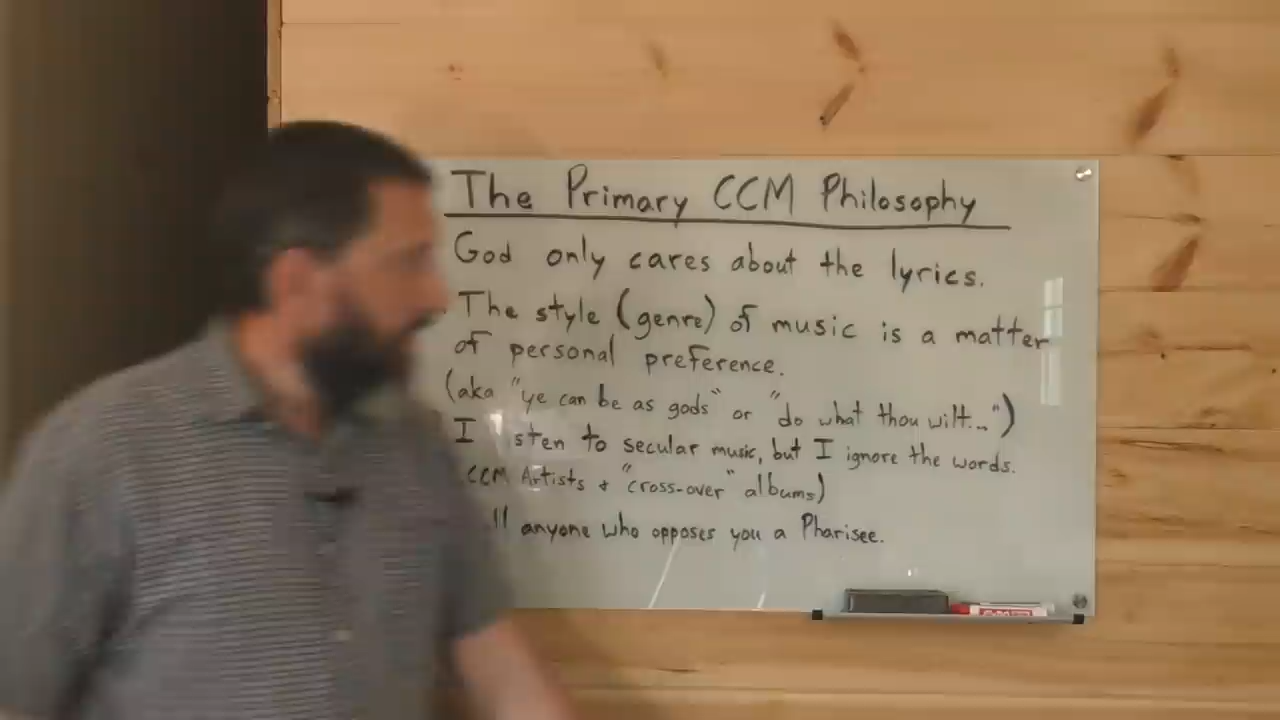 The Primary CCM Philosophy
God only cares about the lyrics.
The style (genre) of music is a matter
of personal preference.
(aka "ye can be as gods" or "do what thou wilt...")
I sten to secular music, but I ignore the words.
CCM Artists + "cross-over" albums)
ll anyone who opposes you a Pharisee.